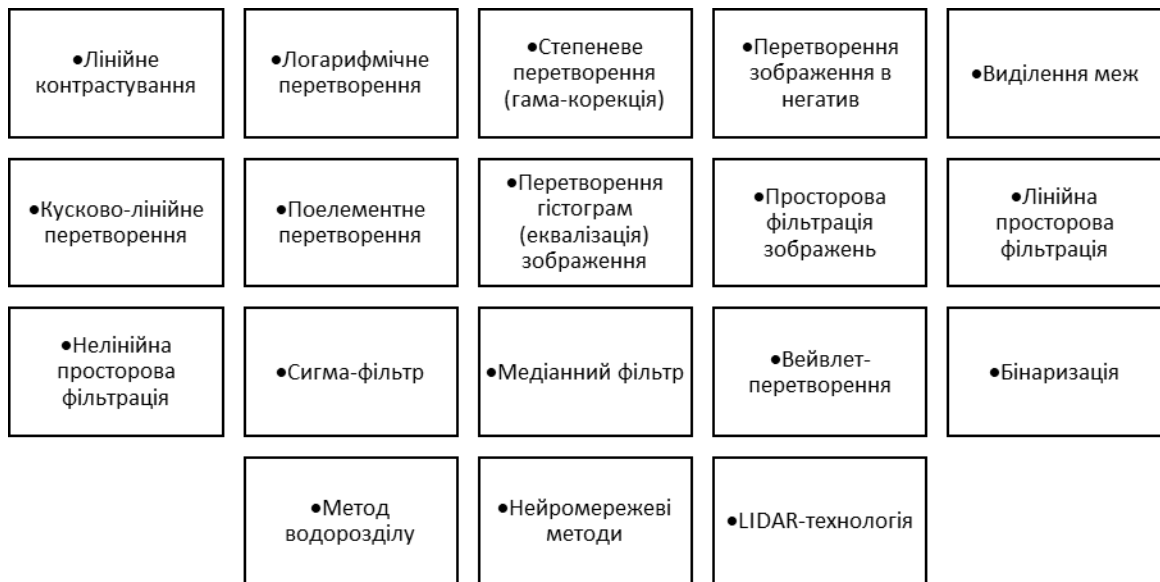 •Лінійне
контрастування
•Логарифмічне
перетворення
•Степеневе
перетворення
(гама-корекція)
•Перетворення
зображення в
негатив
•Виділення меж
•Кусково-лінійне
перетворення
•Поелементне
перетворення
•Перетворення
гістограм
(еквалізація)
зображення
•Просторова
фільтрація
зображень
•Лінійна
просторова
фільтрація
•Нелінійна
просторова
фільтрація
•Сигма-фільтр
•Медіанний фільтр
•Вейвлет-
перетворення
•Бінаризація
•Метод
водорозділу
•Нейромережеві
методи
•LIDAR-технологія